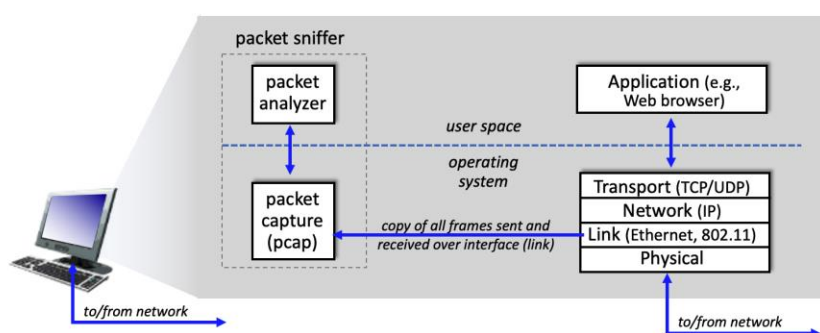 packet sniffer
packet
analyzer
Application (e.g.,
Web browser)
user space
operating
system
packet
capture
(pcap)
copy of all frames sent and
received over interface (link)
Transport (TCP/UDP)
Network (IP)
Link (Ethernet, 802.11)
Physical
to/from network
to/from network